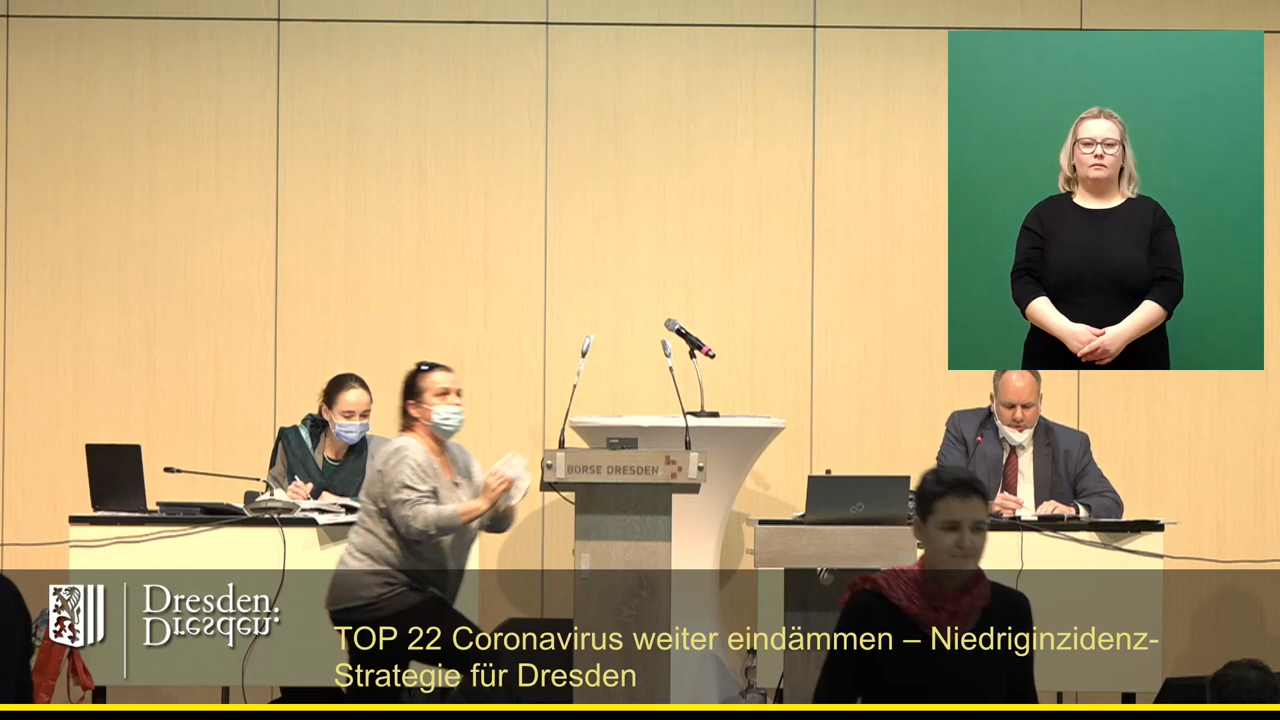 BÖRSE DRESDEN
Dresden.
Dresden.
TOP 22 Coronavirus weiter eindämmen – Niedriginzidenz-
Strategie für Dresden